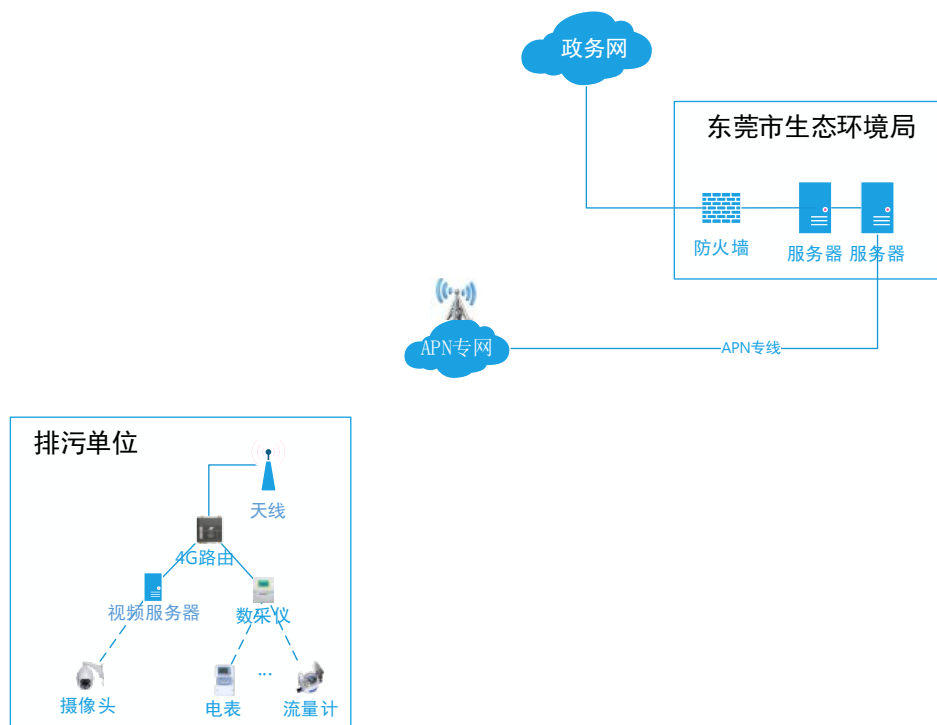 政务网
东莞市生态环境局
防火墙
服务器
服务器
APN专网
APN专线
排污单位
天线
4G路由
视频服务器
数采仪
...
摄像头
电表
流量计